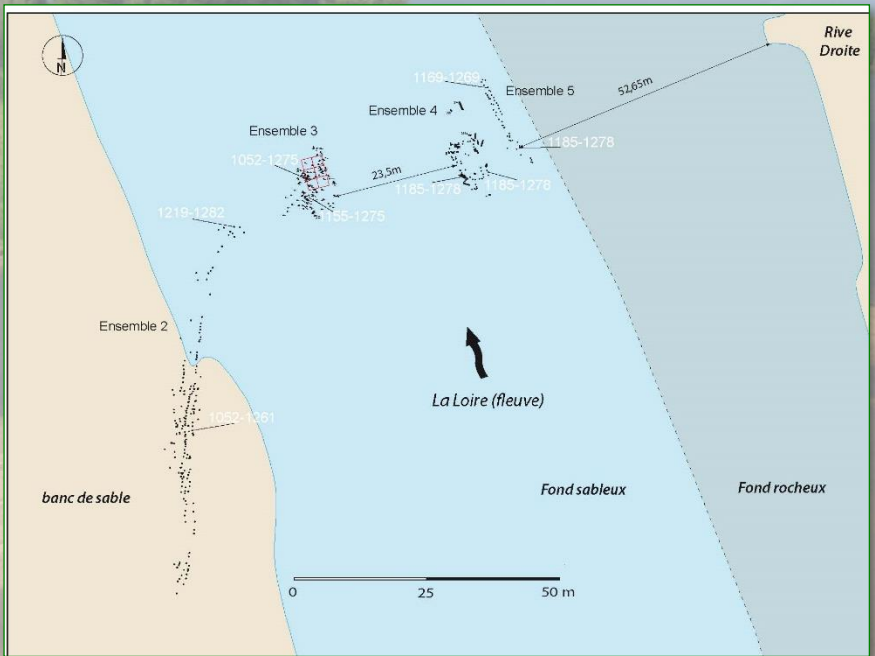 Rive
Droite
N
52,65m
1169-1269
Ensemble 5
Ensemble 4
Ensemble 3
1185-1278
1052-1275
23,5m
1185-1278
1185-1278
1155-1275
1219-1282
Ensemble 2
La Loire (fleuve)
1052-1261
banc de sable
Fond sableux
Fond rocheux
0
25
50 m